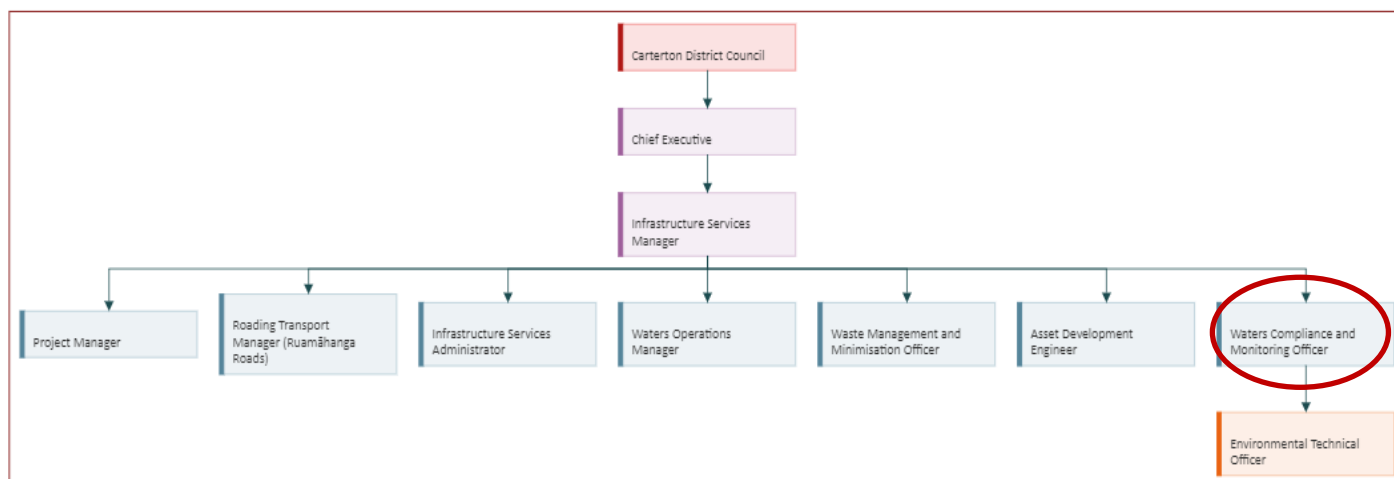 Carterton District Council
Chief Executive
Infrastructure Services
Manager
Project Manager
Roading Transport
Manager (Ruamāhanga
Roads)
Infrastructure Services
Administrator
Waters Operations
Manager
Waste Management and
Minimisation Officer
Asset Development
Engineer
Waters Compliance and
Monitoring Officer
Environmental Technical
Officer